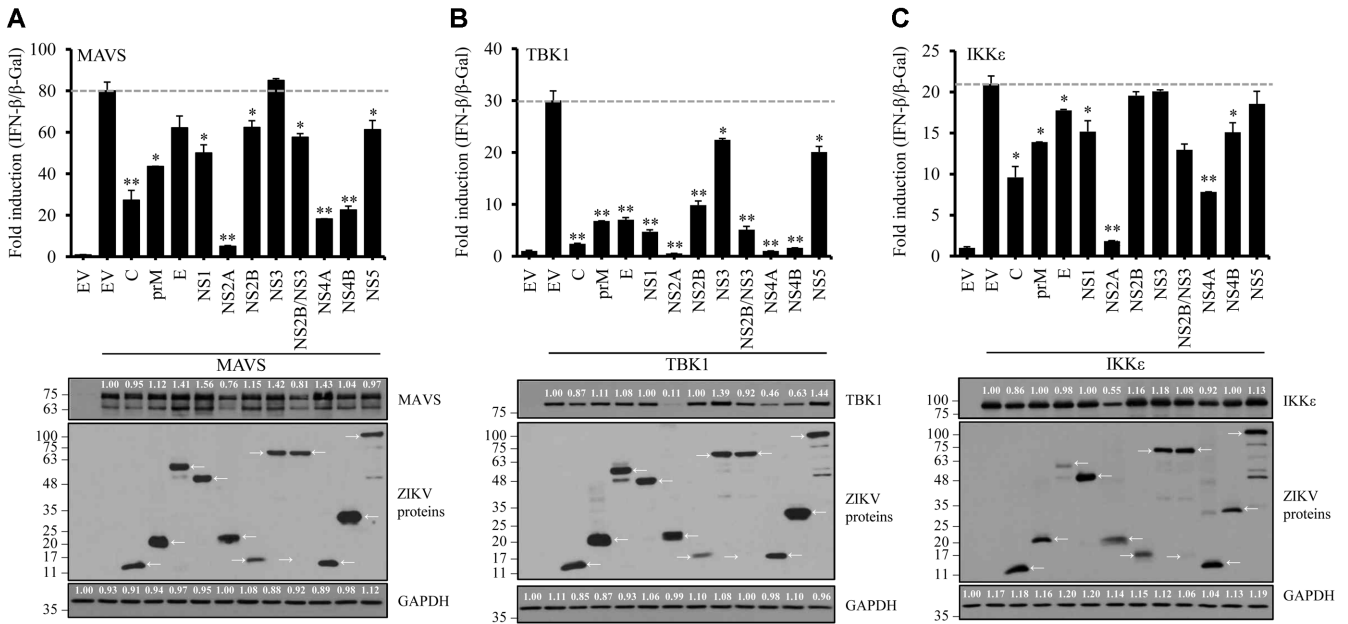 A
MAVS
Fold induction (IFN-β/β-Gal)
100
80
60
40
20
0
**
*
*
**
*
*
**
**
*
EV
EV
C
prM
E
NS1
NS2A
NS2B
NS3
NS2B/NS3
NS4A
NS4B
NS5
MAVS
1.00 0.95 1.12 1.41 1.56 0.76 1.15 1.42 0.81 1.43 1.04 0.97
75
63
MAVS
100
75
63
48
35
25
20
17
11
ZIKV
proteins
1.00 0.93 0.91 0.94 0.97 0.95 1.00 1.08 0.88 0.92 0.89 0.98 1.12
35
GAPDH
B
TBK1
Fold induction (IFN-β/β-Gal)
40
30
20
10
0
**
**
**
**
**
**
*
**
**
**
*
EV
EV
C
prM
E
NS1
NS2A
NS2B
NS3
NS2B/NS3
NS4A
NS4B
NS5
TBK1
1.00 0.87 1.11 1.08 1.00 0.11 1.00 1.39 0.92 0.46 0.63 1.44
75
TBK1
100
75
63
48
35
25
20
17
11
ZIKV
proteins
1.00 1.11 0.85 0.87 0.93 1.06 0.99 1.10 1.08 1.00 0.98 1.10 0.96
35
GAPDH
C
IKKε
Fold induction (IFN-β/β-Gal)
25
20
15
10
5
0
*
*
*
*
**
**
*
EV
EV
C
prM
E
NS1
NS2A
NS2B
NS3
NS2B/NS3
NS4A
NS4B
NS5
IKKε
1.00 0.86 1.00 0.98 1.00 0.55 1.16 1.18 1.08 0.92 1.00 1.13
100
75
IKKε
100
75
63
48
35
25
20
17
11
ZIKV
proteins
1.00 1.17 1.18 1.16 1.20 1.20 1.14 1.15 1.12 1.06 1.04 1.13 1.19
35
GAPDH